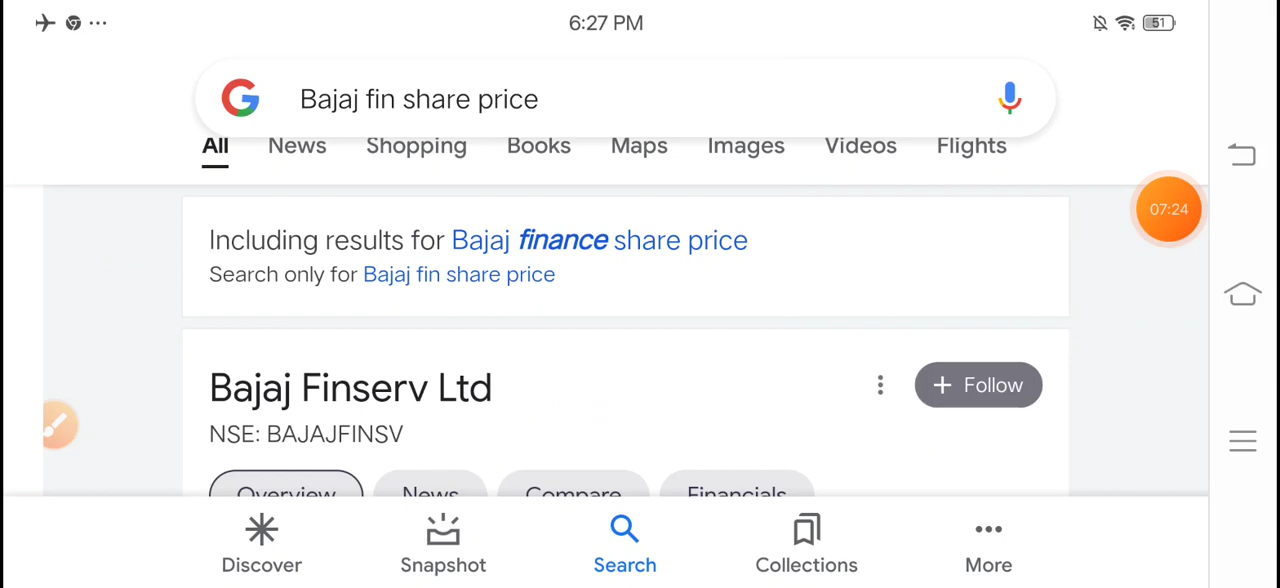 6:27 PM
51
Bajaj fin share price
All News Shopping Books Maps Images Videos Flights
07:24
Including results for Bajaj finance share price
Search only for Bajaj fin share price
Bajaj Finserv Ltd
+ Follow
NSE: BAJAJFINSV
Overview News Compare Financials
Discover Snapshot Search Collections More